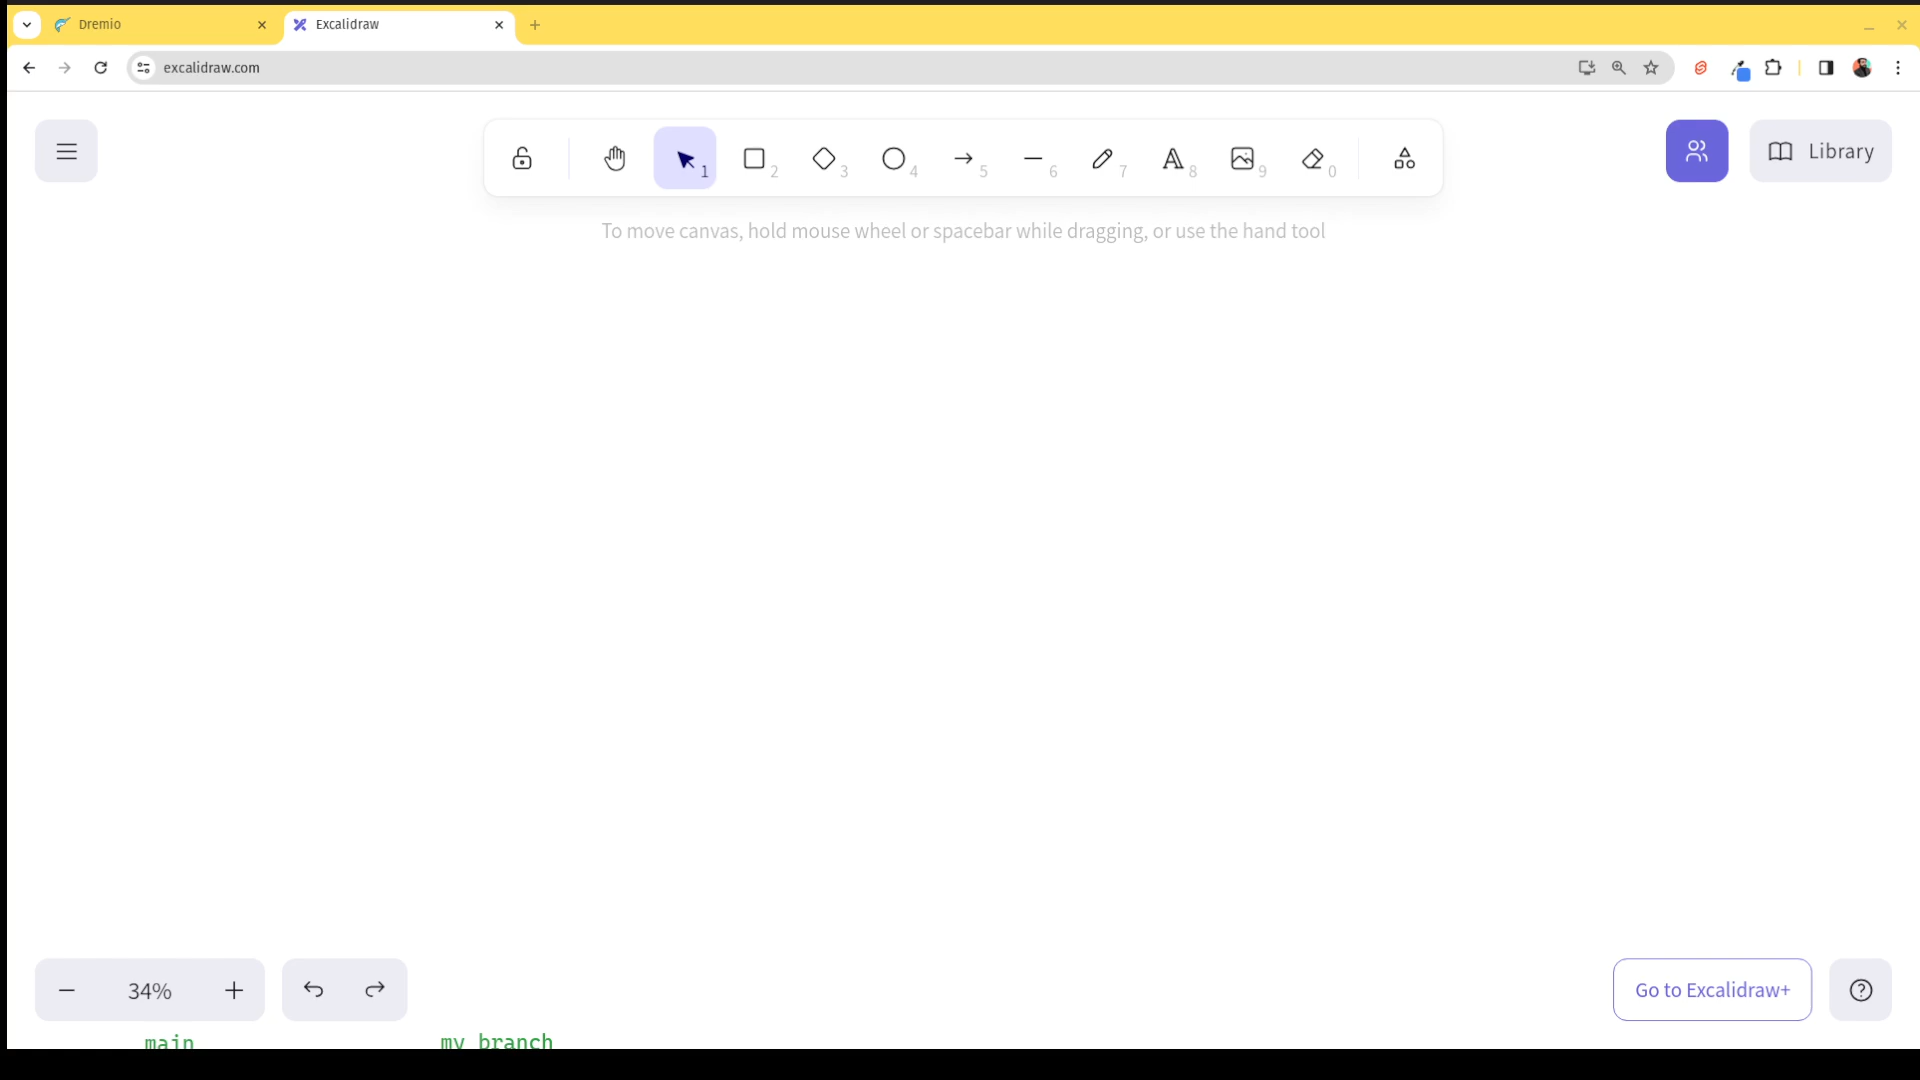 Dremio
Excalidraw
excalidraw.com
1
2
3
4
5
6
7
8
9
0
Library
To move canvas, hold mouse wheel or spacebar while dragging, or use the hand tool
34%
Go to Excalidraw+
main
my branch